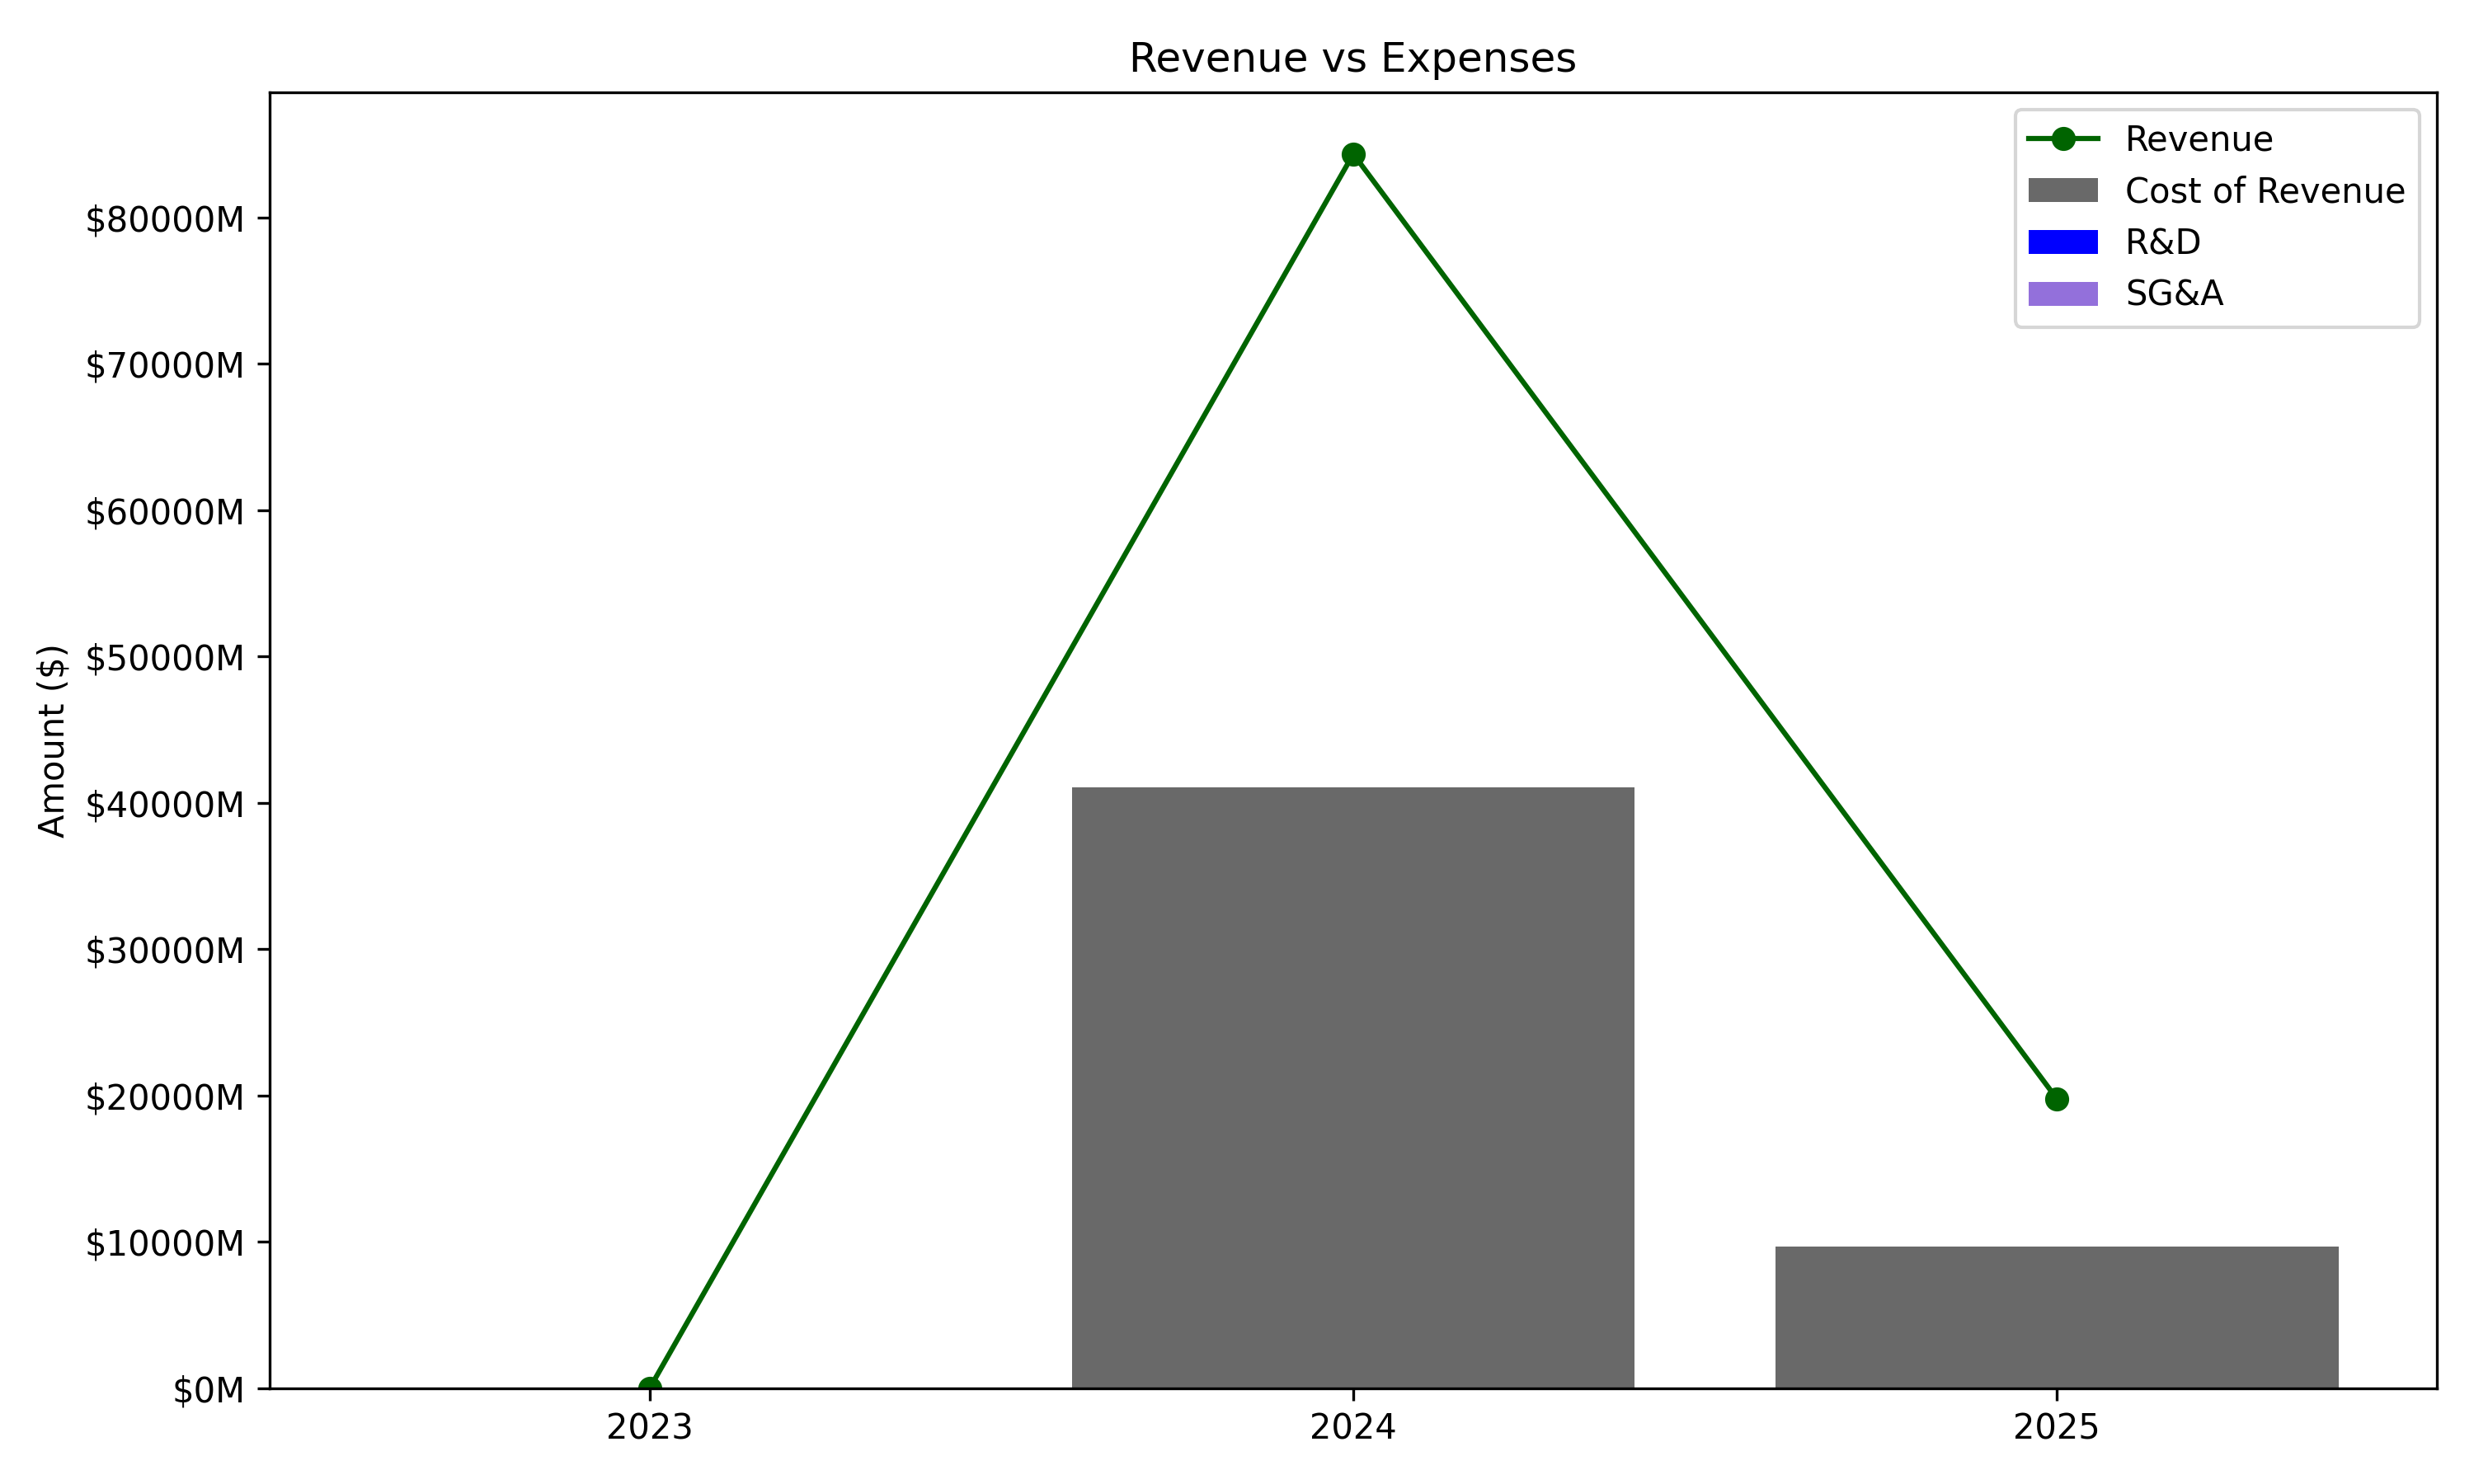 Revenue vs Expenses
Revenue
Cost of Revenue
R&D
SG&A
Amount ($)
$80000M
$70000M
$60000M
$50000M
$40000M
$30000M
$20000M
$10000M
$0M
2023
2024
2025